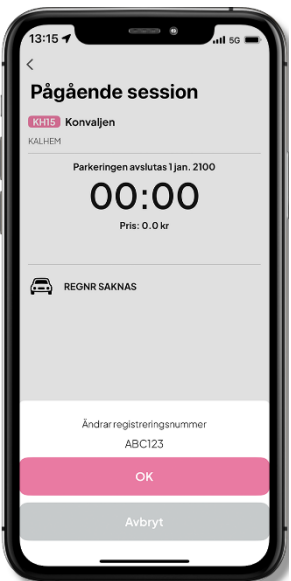 13:15 5G
Pågående session
KH15 Konvaljen
KALHEM
Parkeringen avslutas 1 jan. 2100
00:00
Pris: 0.0 kr
REGNR SAKNAS
Ändrar registreringsnummer
ABC123
OK
Avbryt